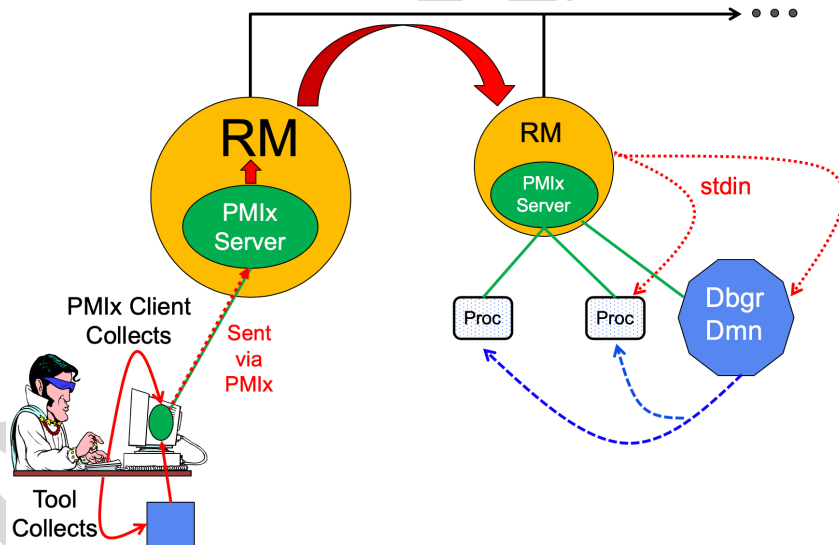 RM
PMIx
Server
RM
PMIx
Server
stdin
Proc
Proc
Dbgr
Dmn
PMIx Client
Collects
Sent
via
PMIx
Tool
Collects